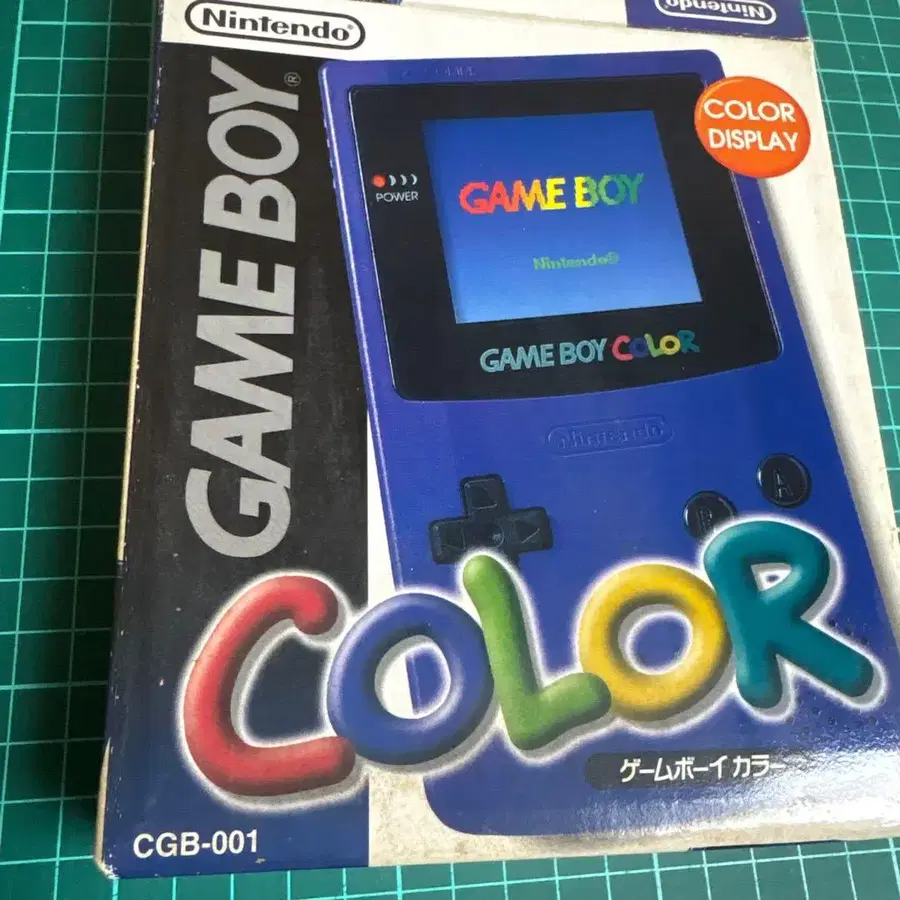 Nintendo
Nintendo
GAME BOY®
COLOR
DISPLAY
POWER
GAME BOY
Nintendo®
GAME BOY COLOR
Nintendo
A
B
COLOR
ゲームボーイカラー
CGB-001